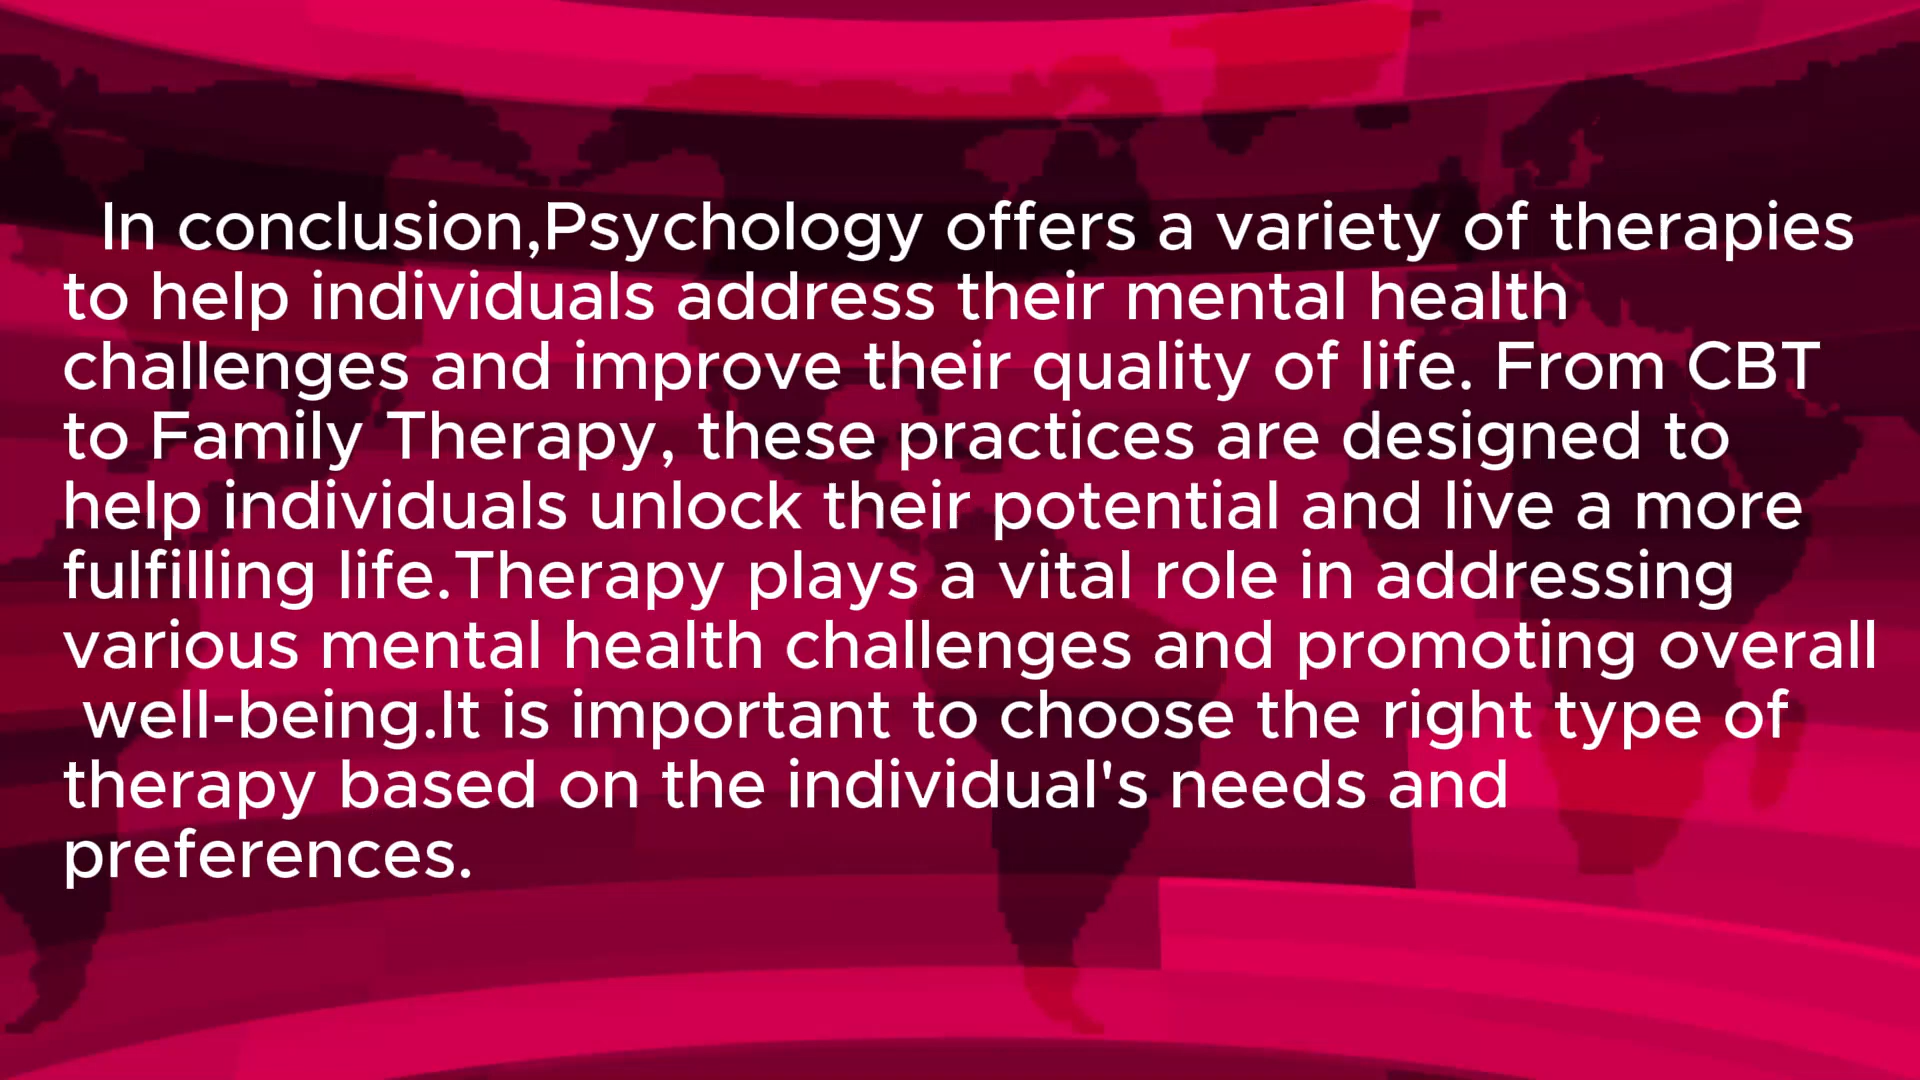 In conclusion,Psychology offers a variety of therapies
to help individuals address their mental health
challenges and improve their quality of life. From CBT
to Family Therapy, these practices are designed to
help individuals unlock their potential and live a more
fulfilling life.Therapy plays a vital role in addressing
various mental health challenges and promoting overall
well-being.It is important to choose the right type of
therapy based on the individual's needs and
preferences.